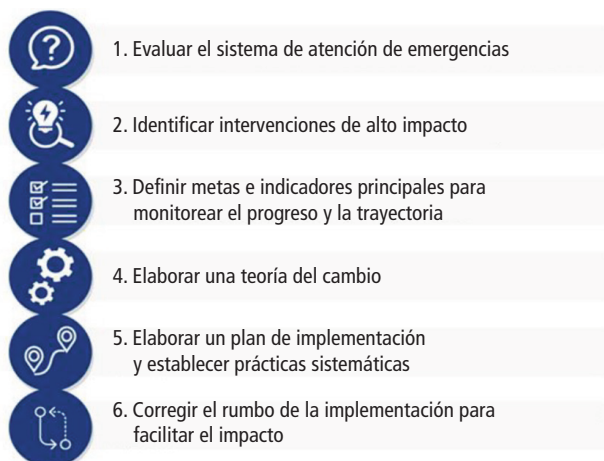 1. Evaluar el sistema de atención de emergencias
2. Identificar intervenciones de alto impacto
3. Definir metas e indicadores principales para
monitorear el progreso y la trayectoria
4. Elaborar una teoría del cambio
5. Elaborar un plan de implementación
y establecer prácticas sistemáticas
6. Corregir el rumbo de la implementación para
facilitar el impacto